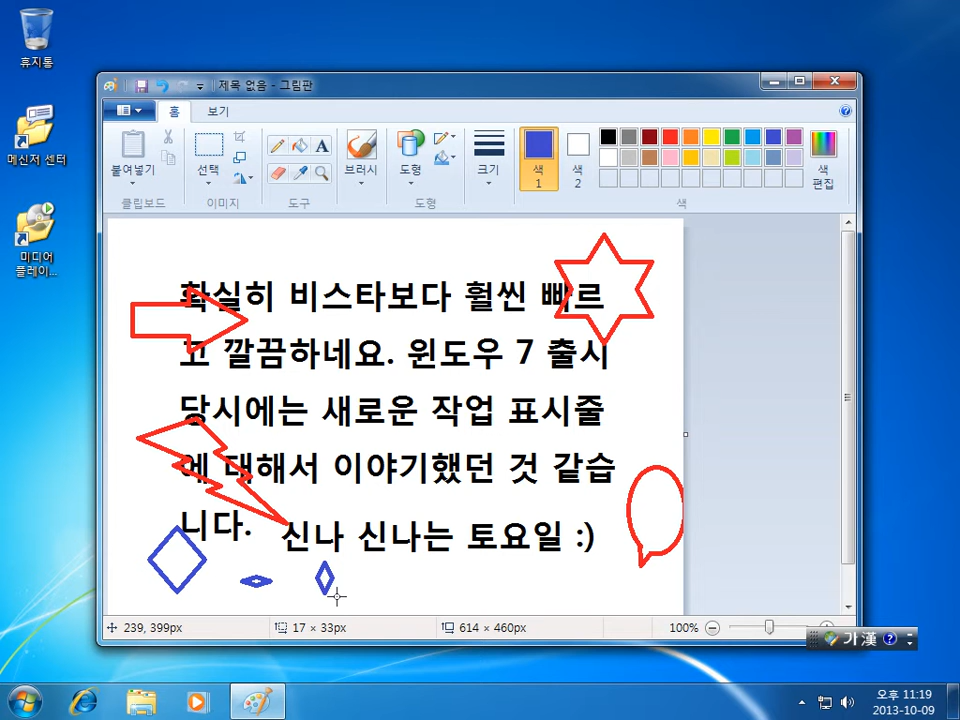 휴지통
메신저 센터
미디어
플레이...
제목 없음 - 그림판
홈 보기
붙여넣기
선택
브러시
도형
크기
색
1
색
2
색
편집
클립보드 이미지 도구 도형 색
확실히 비스타보다 훨씬 빠르
고 깔끔하네요. 윈도우 7 출시
당시에는 새로운 작업 표시줄
에 대해서 이야기했던 것 같습
니다.
신나 신나는 토요일 :)
239, 399px 17 × 33px 614 × 460px 100%
가 漢
오후 11:19
2013-10-09